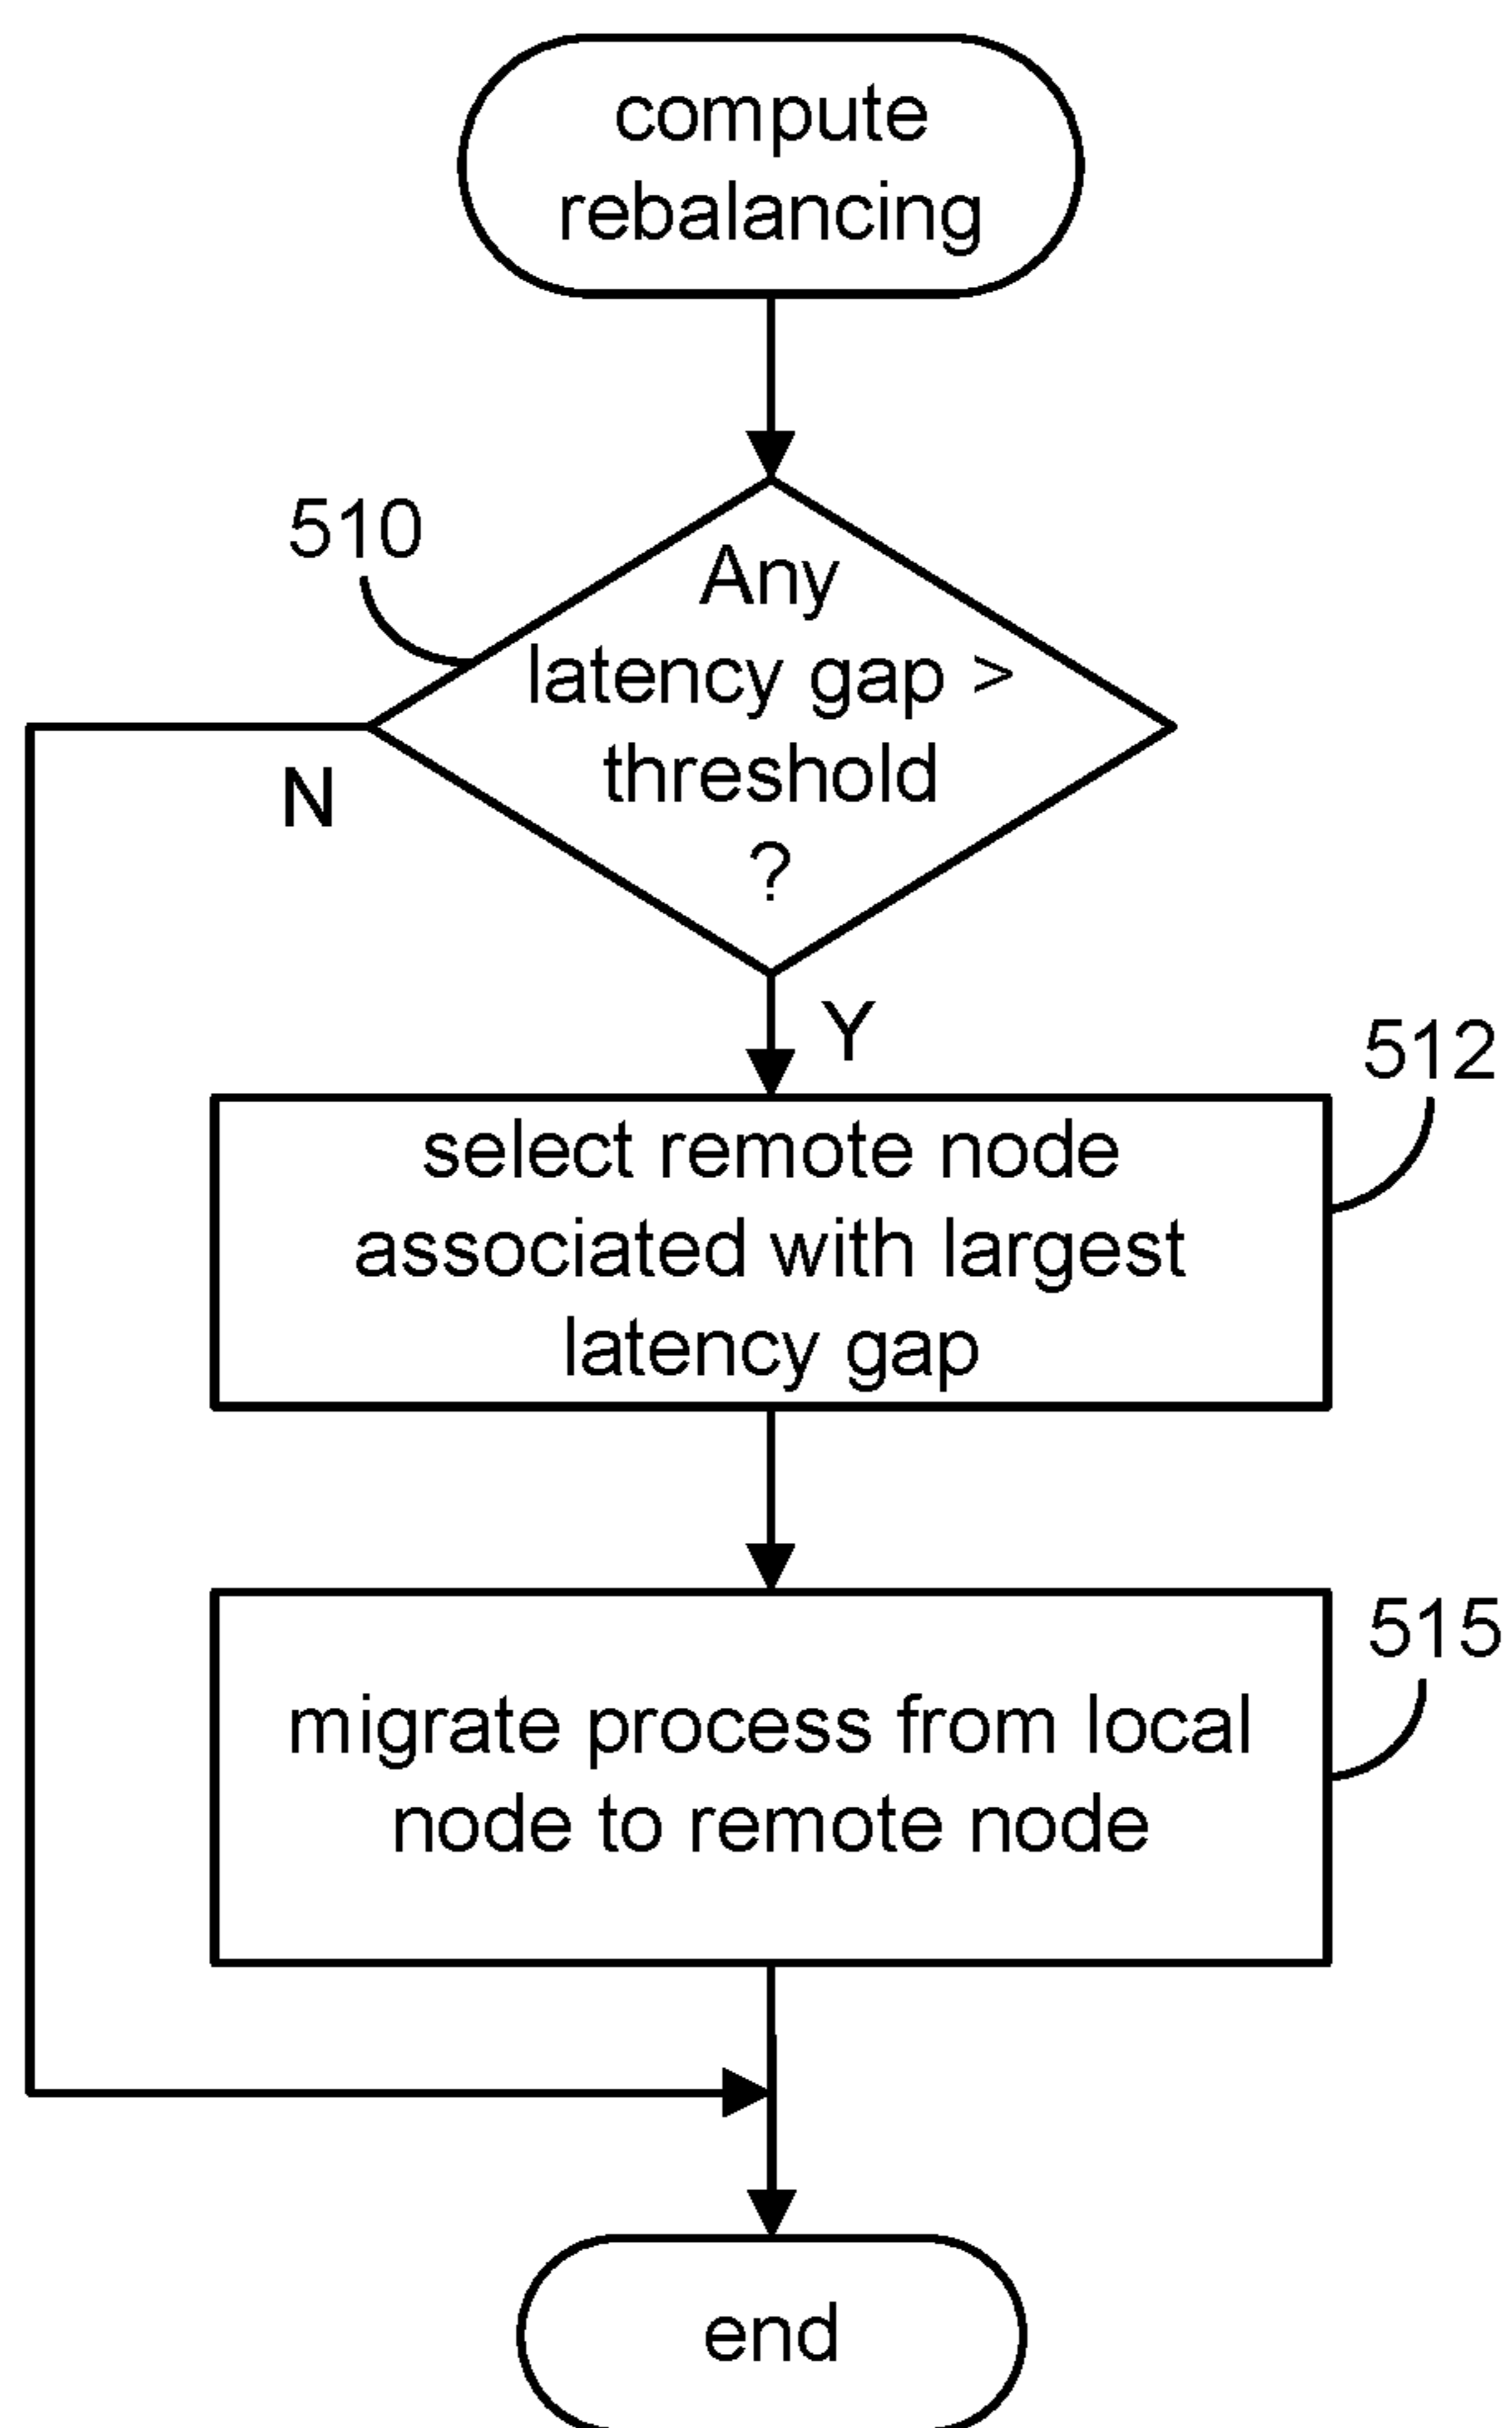 compute
rebalancing
510
Any
latency gap >
threshold
?
N
Y
512
select remote node
associated with largest
latency gap
515
migrate process from local
node to remote node
end